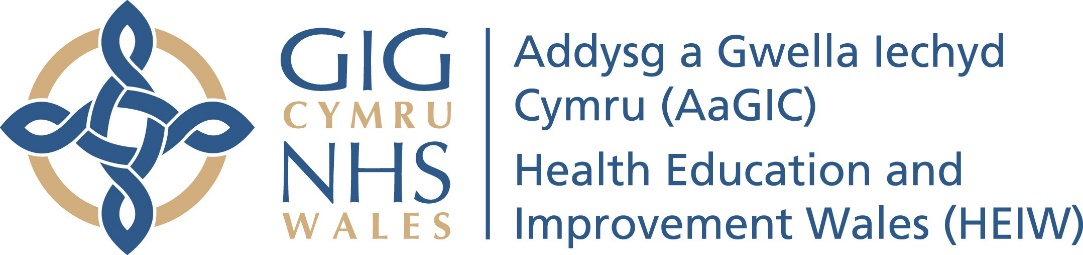 GIG
CYMRU
NHS
WALES
Addysg a Gwella Iechyd
Cymru (AaGIC)
Health Education and
Improvement Wales (HEIW)